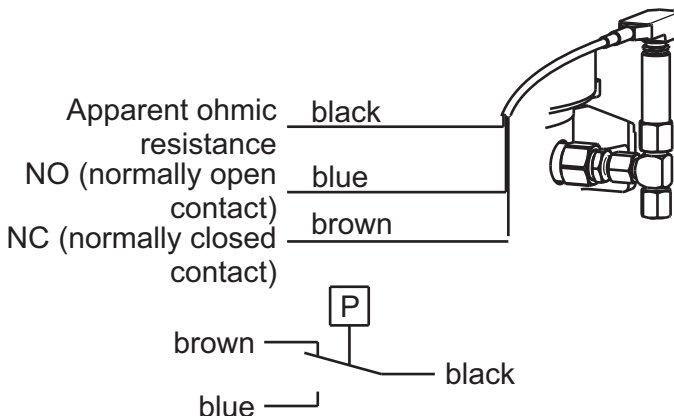 Apparent ohmic black
resistance
NO (normally open blue
contact)
NC (normally closed brown
contact)
P
brown
black
blue